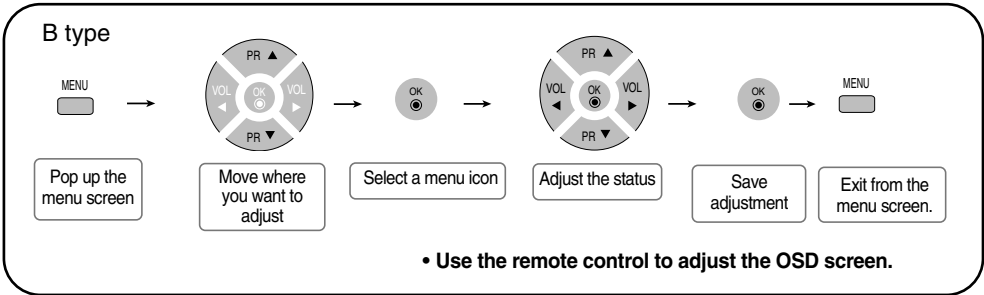 B type
MENU
PR ▲
VOL
◀
OK
◉
VOL
▶
PR ▼
OK
◉
PR ▲
VOL
◀
OK
◉
VOL
▶
PR ▼
OK
◉
MENU
Pop up the
menu screen
Move where
you want to
adjust
Select a menu icon
Adjust the status
Save
adjustment
Exit from the
menu screen.
• Use the remote control to adjust the OSD screen.